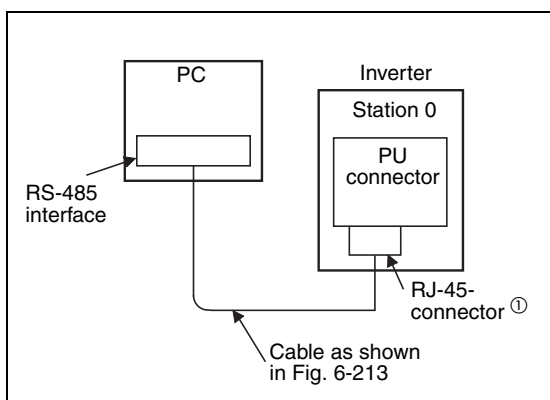 PC
Inverter
Station 0
PU
connector
RS-485
interface
RJ-45-
connector ①
Cable as shown
in Fig. 6-213